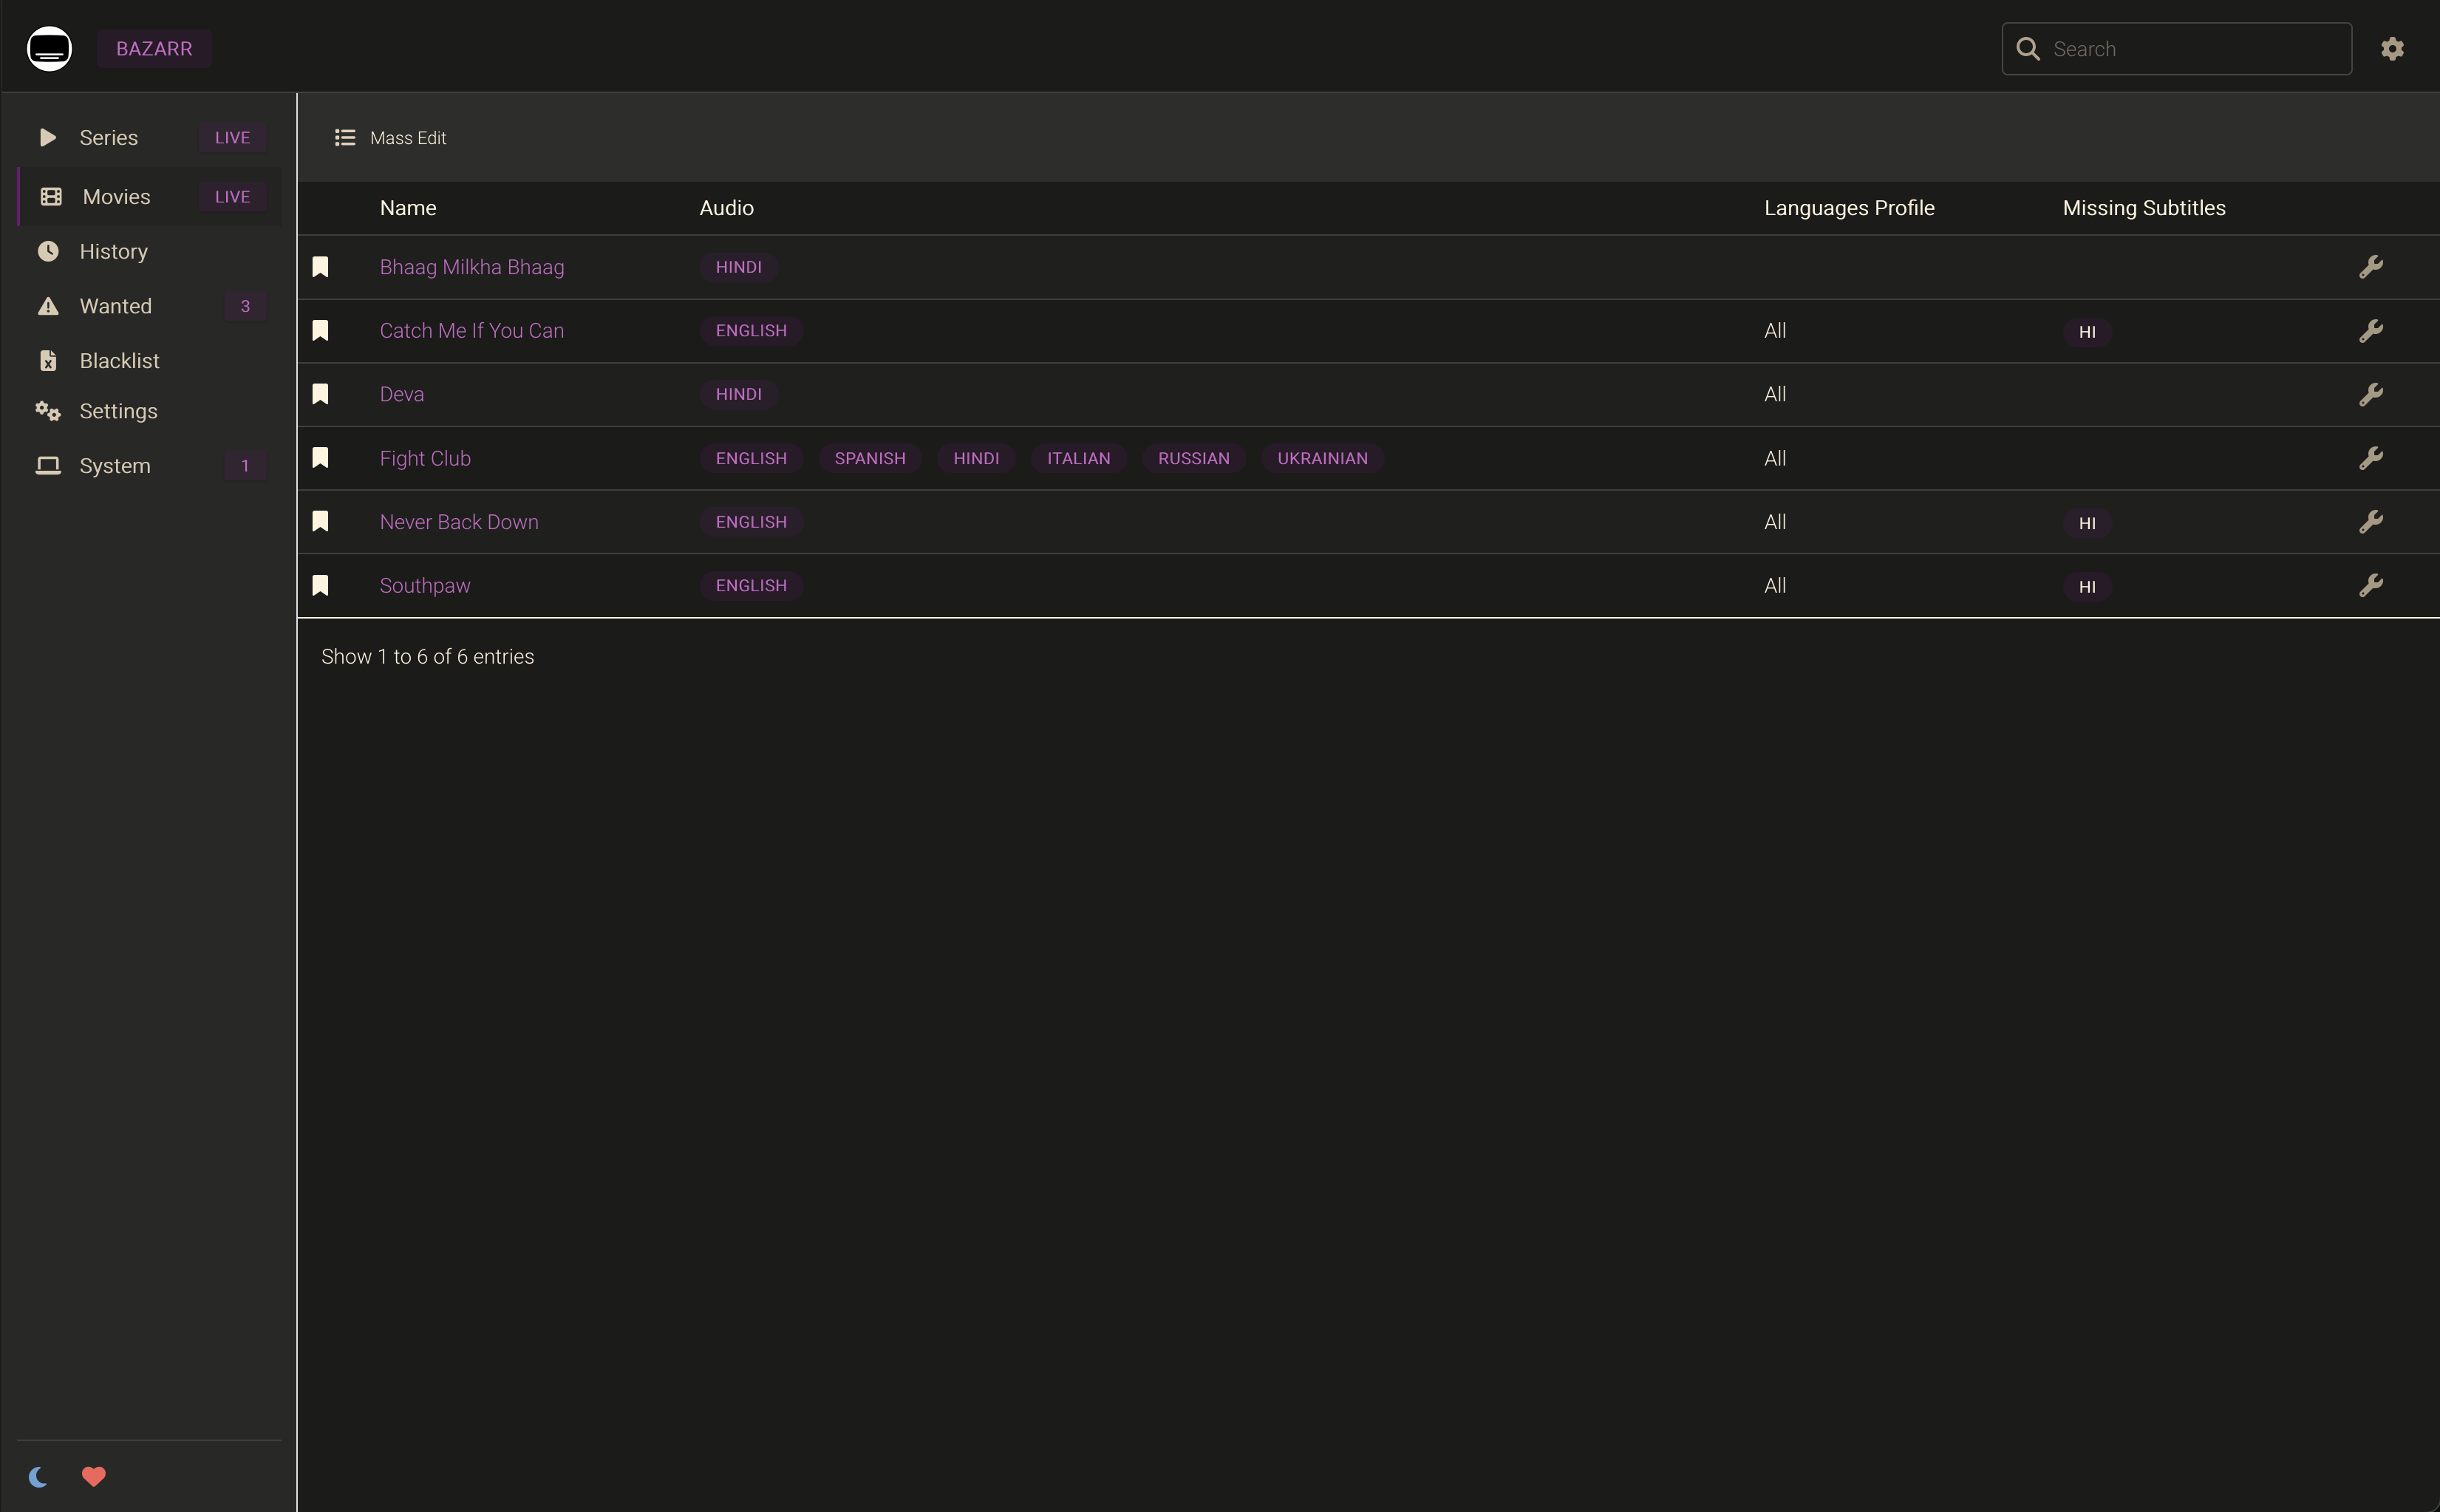 BAZARR
Search
Series LIVE
Movies LIVE
History
Wanted 3
Blacklist
Settings
System 1
Mass Edit
Name Audio Languages Profile Missing Subtitles
Bhaag Milkha Bhaag HINDI
Catch Me If You Can ENGLISH All HI
Deva HINDI All
Fight Club ENGLISH SPANISH HINDI ITALIAN RUSSIAN UKRAINIAN All
Never Back Down ENGLISH All HI
Southpaw ENGLISH All HI
Show 1 to 6 of 6 entries